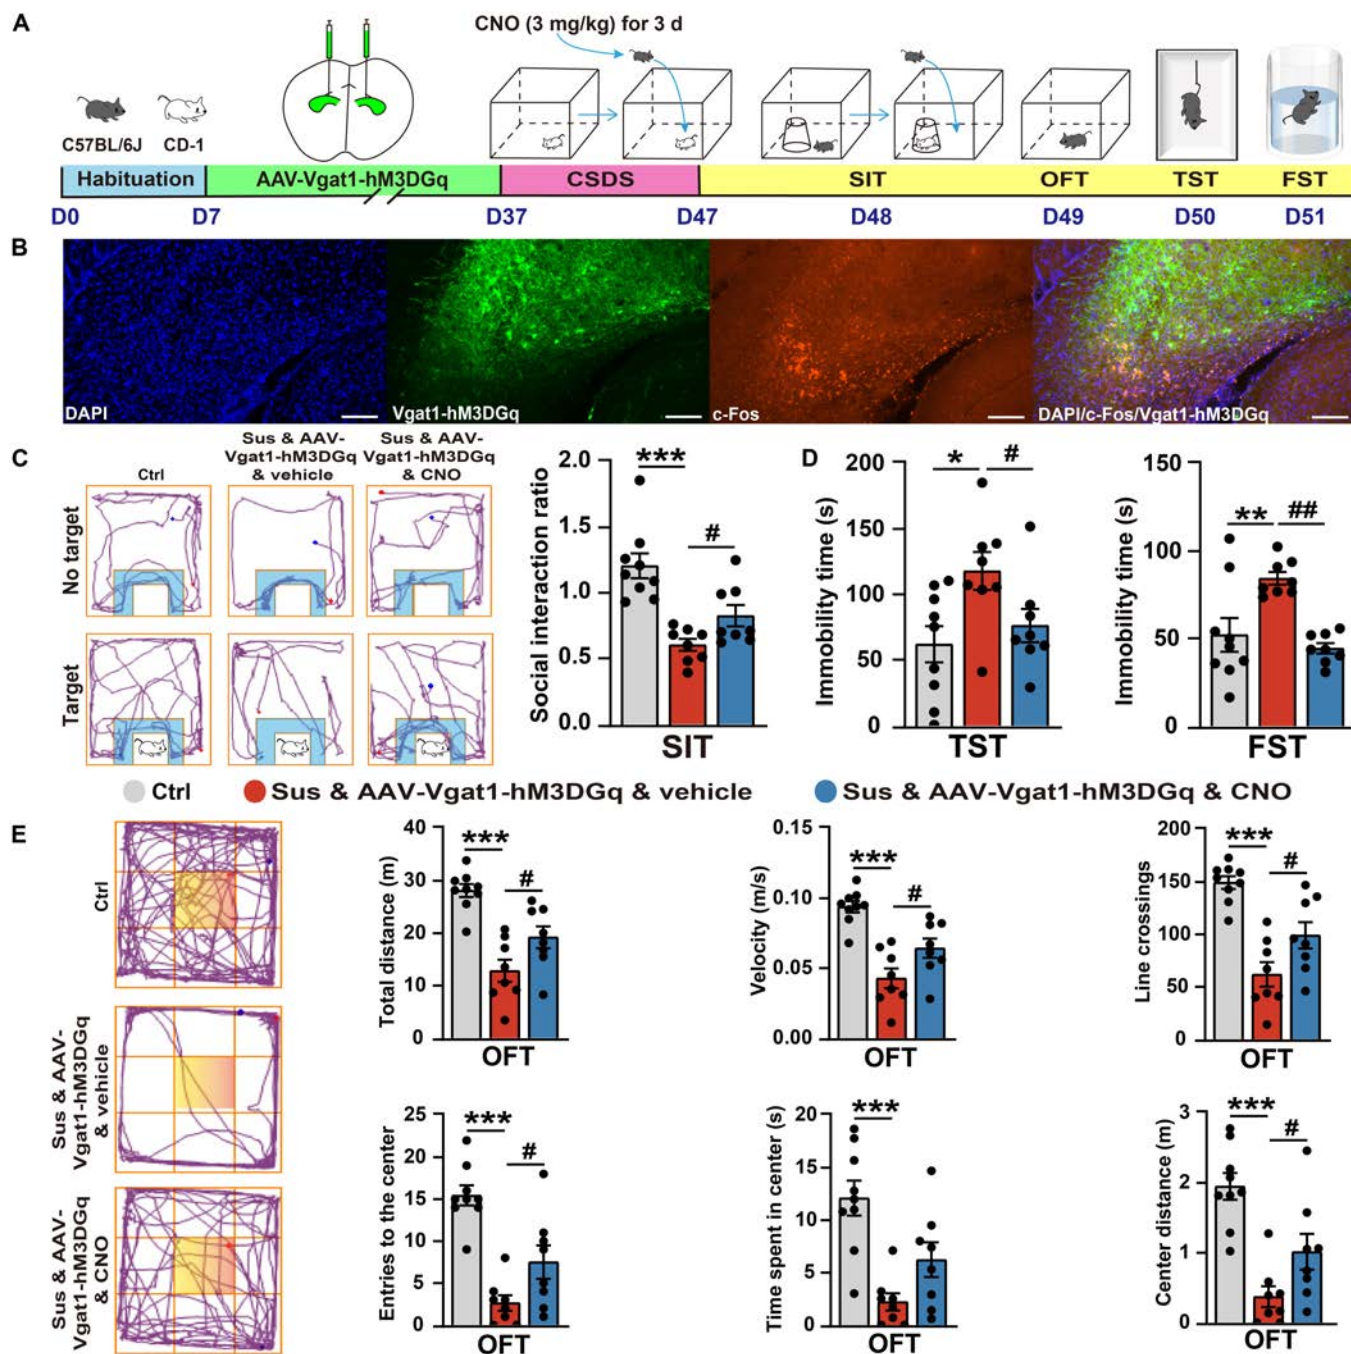 A
CNO (3 mg/kg) for 3 d
C57BL/6J
CD-1
Habituation
AAV-Vgat1-hM3DGq
CSDS
SIT
OFT
TST
FST
D0
D7
D37
D47
D48
D49
D50
D51
B
DAPI
Vgat1-hM3DGq
c-Fos
DAPI/c-Fos/Vgat1-hM3DGq
C
Ctrl
Sus & AAV-
Vgat1-hM3DGq
& vehicle
Sus & AAV-
Vgat1-hM3DGq
& CNO
No target
Target
Social interaction ratio
2.0
1.5
1.0
0.5
0.0
***
#
SIT
D
Immobility time (s)
200
150
100
50
0
*
#
TST
Immobility time (s)
150
100
50
0
**
##
FST
Ctrl
Sus & AAV-Vgat1-hM3DGq & vehicle
Sus & AAV-Vgat1-hM3DGq & CNO
E
Ctrl
Sus & AAV-
Vgat1-hM3DGq
& vehicle
Sus & AAV-
Vgat1-hM3DGq
& CNO
Total distance (m)
40
30
20
10
0
***
#
OFT
Velocity (m/s)
0.15
0.10
0.05
0.00
***
#
OFT
Line crossings
200
150
100
50
0
***
#
OFT
Entries to the center
25
20
15
10
5
0
***
#
OFT
Time spent in center (s)
20
15
10
5
0
***
OFT
Center distance (m)
3
2
1
0
***
#
OFT